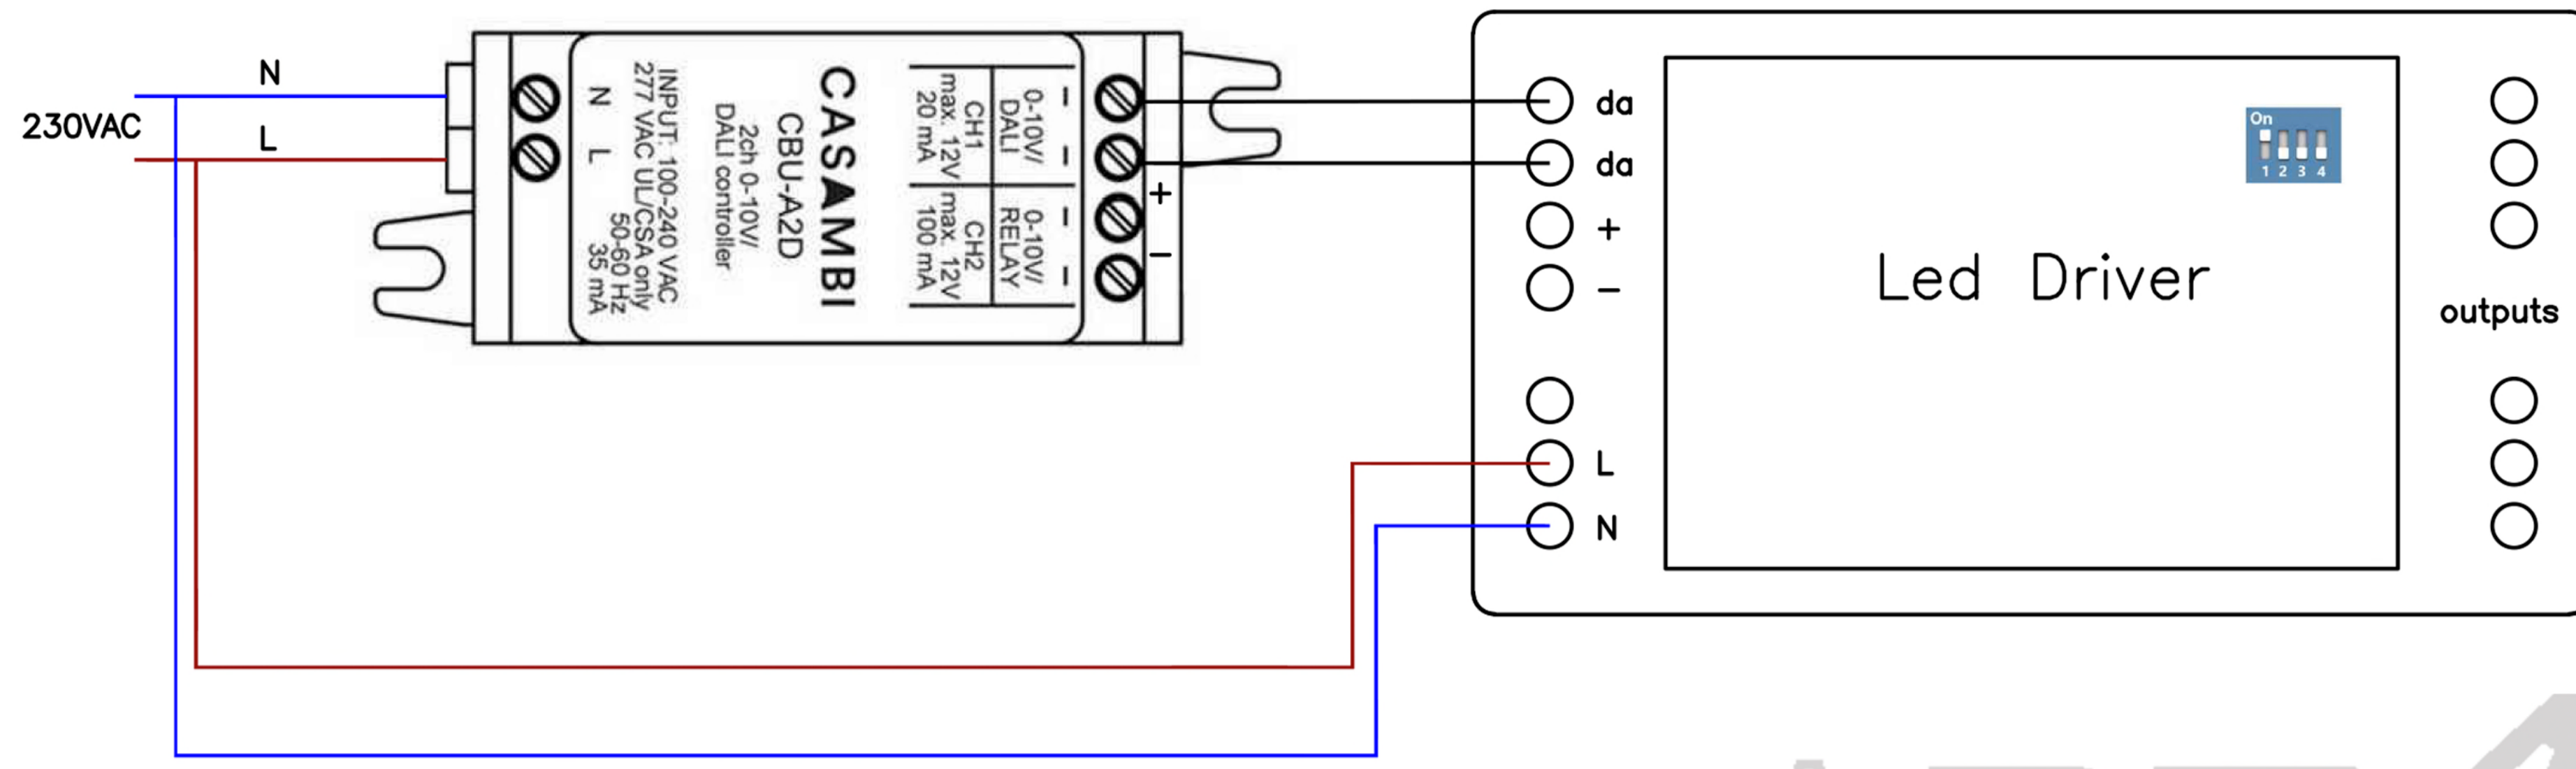 N
230VAC
L
N
L
INPUT: 100-240 VAC
277 VAC UL/CSA only
50-60 Hz
35 mA
CASAMBI
CBU-A2D
2ch 0-10V/
DALI controller
0-10V/
DALI
CH1
max. 12V
20 mA
0-10V/
RELAY
CH2
max. 12V
100 mA
-
-
-
-
+
-
da
da
+
-
L
N
Led Driver
On
1 2 3 4
outputs